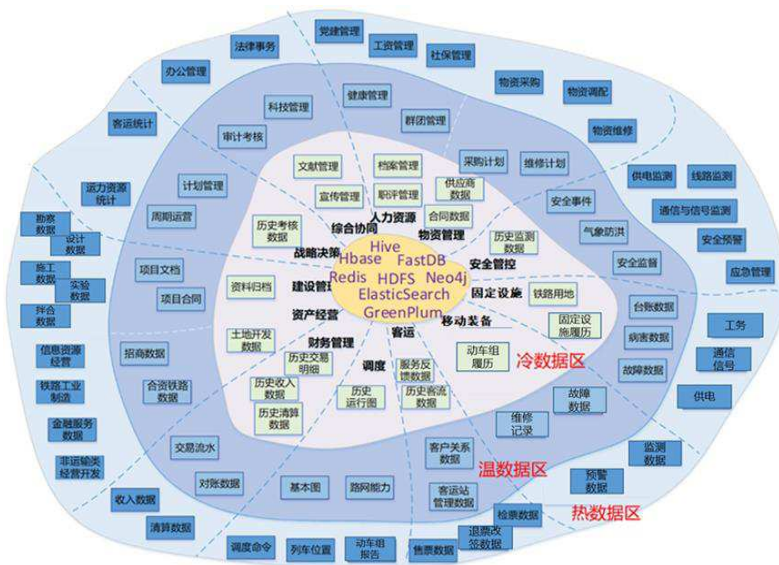 党建管理
法律事务
工资管理
社保管理
办公管理
物资采购
物资调配
客运统计
物资维修
运力资源
统计
供电监测
线路监测
通信与信号监测
安全预警
应急管理
勘察
数据
设计
数据
施工
数据
实验
数据
拌合
数据
信息资源
经营
铁路工业
制造
金融服务
数据
非运输类
经营开发
收入数据
清算数据
调度命令
列车位置
动车组
报告
售票数据
退票改
签数据
检票数据
预警
数据
监测
数据
供电
通信
信号
工务
热数据区
健康管理
科技管理
群团管理
审计考核
采购计划
维修计划
计划管理
周期运营
安全事件
气象防洪
安全监督
项目文档
项目合同
台账数据
病害数据
故障数据
招商数据
合资铁路
数据
故障
数据
维修
记录
交易流水
对账数据
基本图
路网能力
客户关系
数据
客运站
管理数据
温数据区
文献管理
档案管理
宣传管理
职评管理
供应商
数据
合同数据
历史考核
数据
历史监测
数据
资料归档
铁路用地
固定设
施履历
土地开发
数据
历史交易
明细
历史收入
数据
历史清算
数据
历史
运行图
服务反
馈数据
历史客流
数据
动车组
履历
冷数据区
人力资源
综合协同
物资管理
战略决策
安全管控
建设管理
固定设施
资产经营
移动装备
财务管理
客运
调度
Hive
Hbase FastDB
Redis HDFS Neo4j
ElasticSearch
GreenPlum